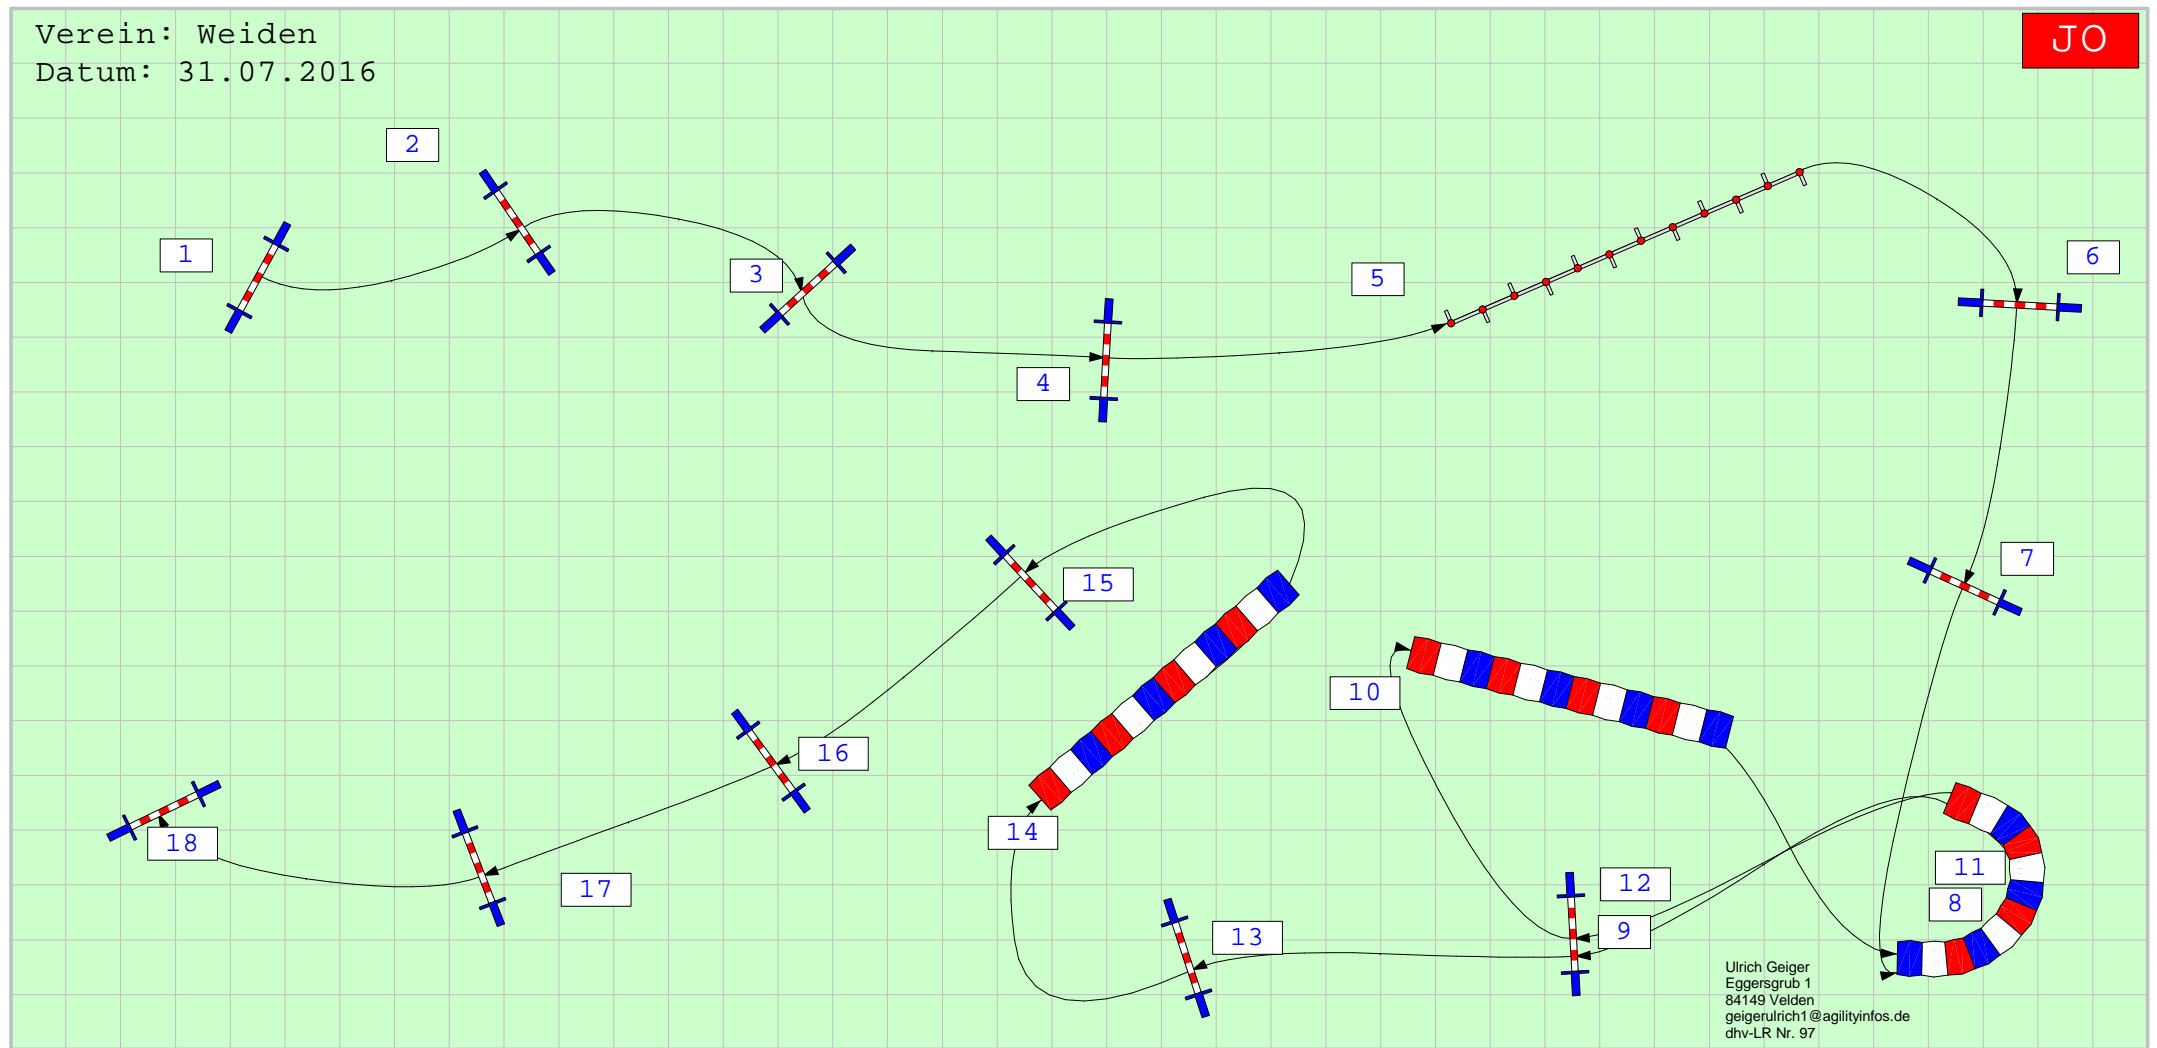 Verein: Weiden
Datum: 31.07.2016
JO
2
1
3
5
6
4
7
15
10
16
14
18
17
13
12
9
11
8
Ulrich Geiger
Eggersgrub 1
84149 Velden
geigerulrich1@agilityinfos.de
dhv-LR Nr. 97